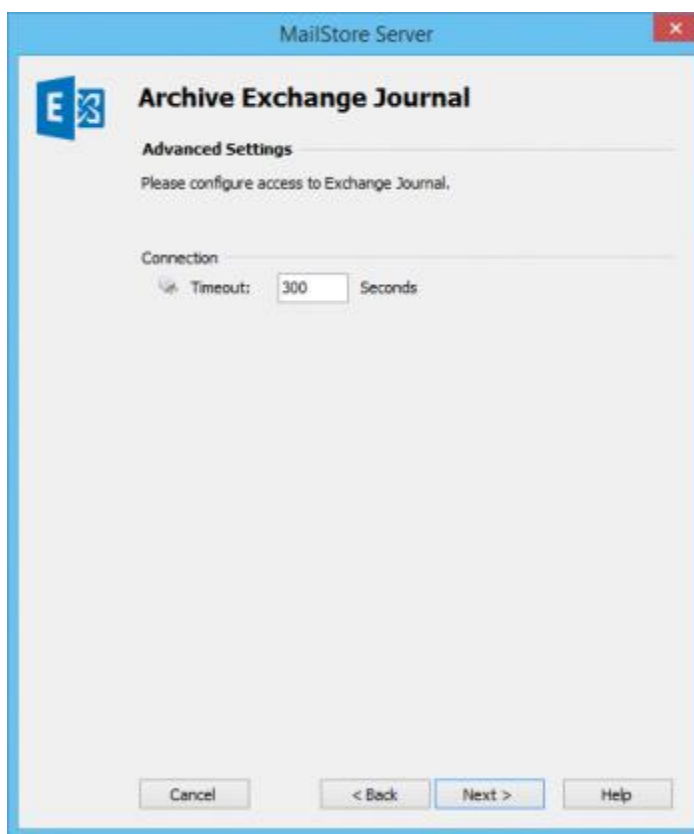 MailStore Server
Archive Exchange Journal
Advanced Settings
Please configure access to Exchange Journal.
Connection
Timeout: 300 Seconds
Cancel < Back Next > Help